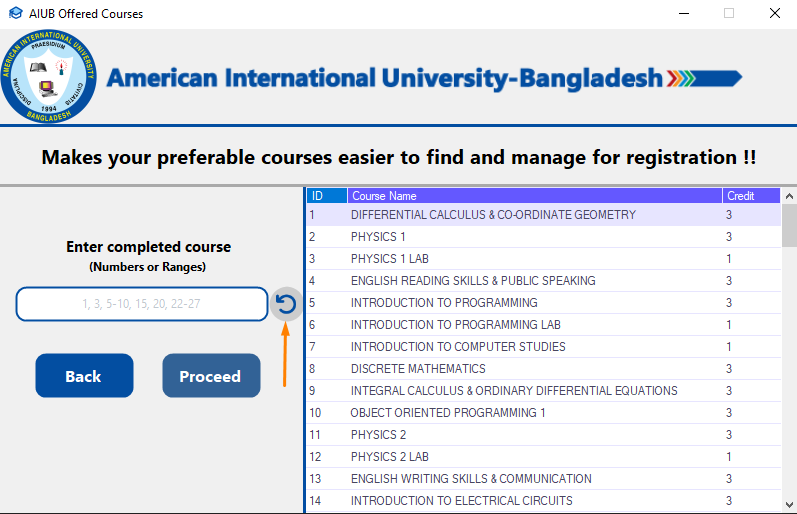 AIUB Offered Courses
AMERICAN INTERNATIONAL UNIVERSITY
PRAESIDIUM
DISCIPLINA
CIVITATIS
1994
BANGLADESH
American International University-Bangladesh
Makes your preferable courses easier to find and manage for registration !!
Enter completed course
(Numbers or Ranges)
1, 3, 5-10, 15, 20, 22-27
Back Proceed
ID Course Name Credit
1 DIFFERENTIAL CALCULUS & CO-ORDINATE GEOMETRY 3
2 PHYSICS 1 3
3 PHYSICS 1 LAB 1
4 ENGLISH READING SKILLS & PUBLIC SPEAKING 3
5 INTRODUCTION TO PROGRAMMING 3
6 INTRODUCTION TO PROGRAMMING LAB 1
7 INTRODUCTION TO COMPUTER STUDIES 1
8 DISCRETE MATHEMATICS 3
9 INTEGRAL CALCULUS & ORDINARY DIFFERENTIAL EQUATIONS 3
10 OBJECT ORIENTED PROGRAMMING 1 3
11 PHYSICS 2 3
12 PHYSICS 2 LAB 1
13 ENGLISH WRITING SKILLS & COMMUNICATION 3
14 INTRODUCTION TO ELECTRICAL CIRCUITS 3